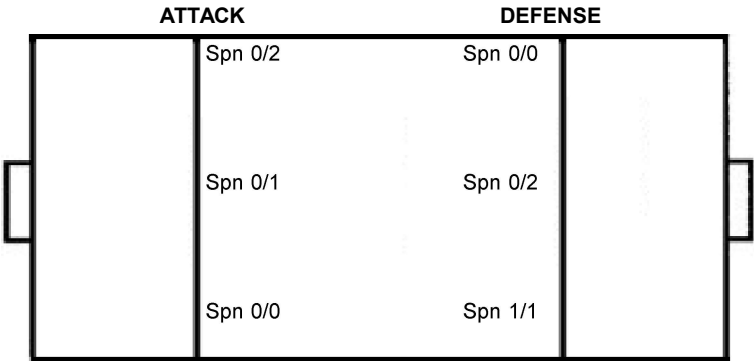 ATTACK DEFENSE
Spn 0/2 Spn 0/0
Spn 0/1 Spn 0/2
Spn 0/0 Spn 1/1